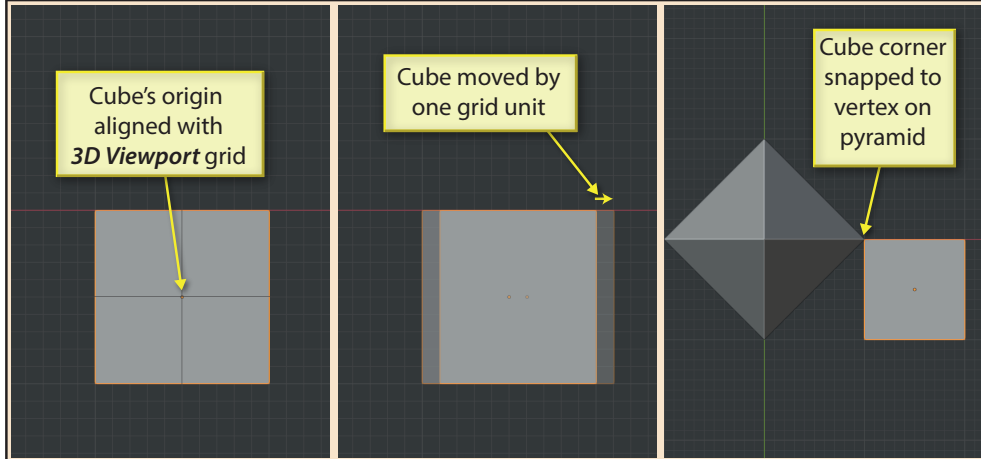 Cube’s origin
aligned with
3D Viewport grid
Cube moved by
one grid unit
Cube corner
snapped to
vertex on
pyramid